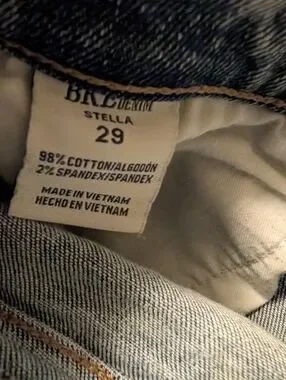 BKE DENIM
STELLA
29
98% COTTON/ALGODÓN
2% SPANDEX/SPANDEX
MADE IN VIETNAM
HECHO EN VIETNAM